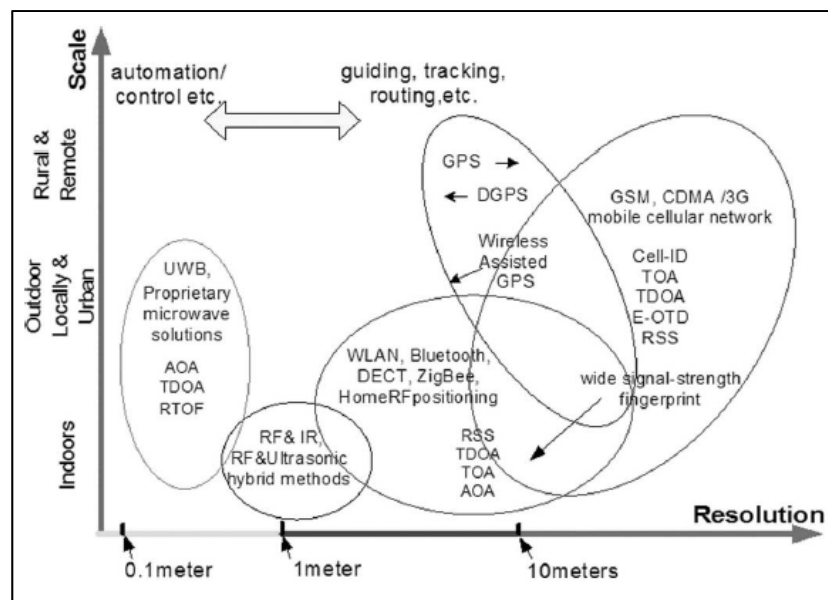 Scale
Rural &
Remote
Outdoor
Locally &
Urban
Indoors
automation/
control etc.
guiding, tracking,
routing,etc.
GPS
DGPS
Wireless
Assisted
GPS
GSM, CDMA /3G
mobile cellular network
Cell-ID
TOA
TDOA
E-OTD
RSS
UWB,
Proprietary
microwave
solutions
AOA
TDOA
RTOF
WLAN, Bluetooth,
DECT, ZigBee,
HomeRFpositioning
RSS
TDOA
TOA
AOA
wide signal-strength
fingerprint
RF& IR,
RF&Ultrasonic
hybrid methods
Resolution
0.1meter
1meter
10meters